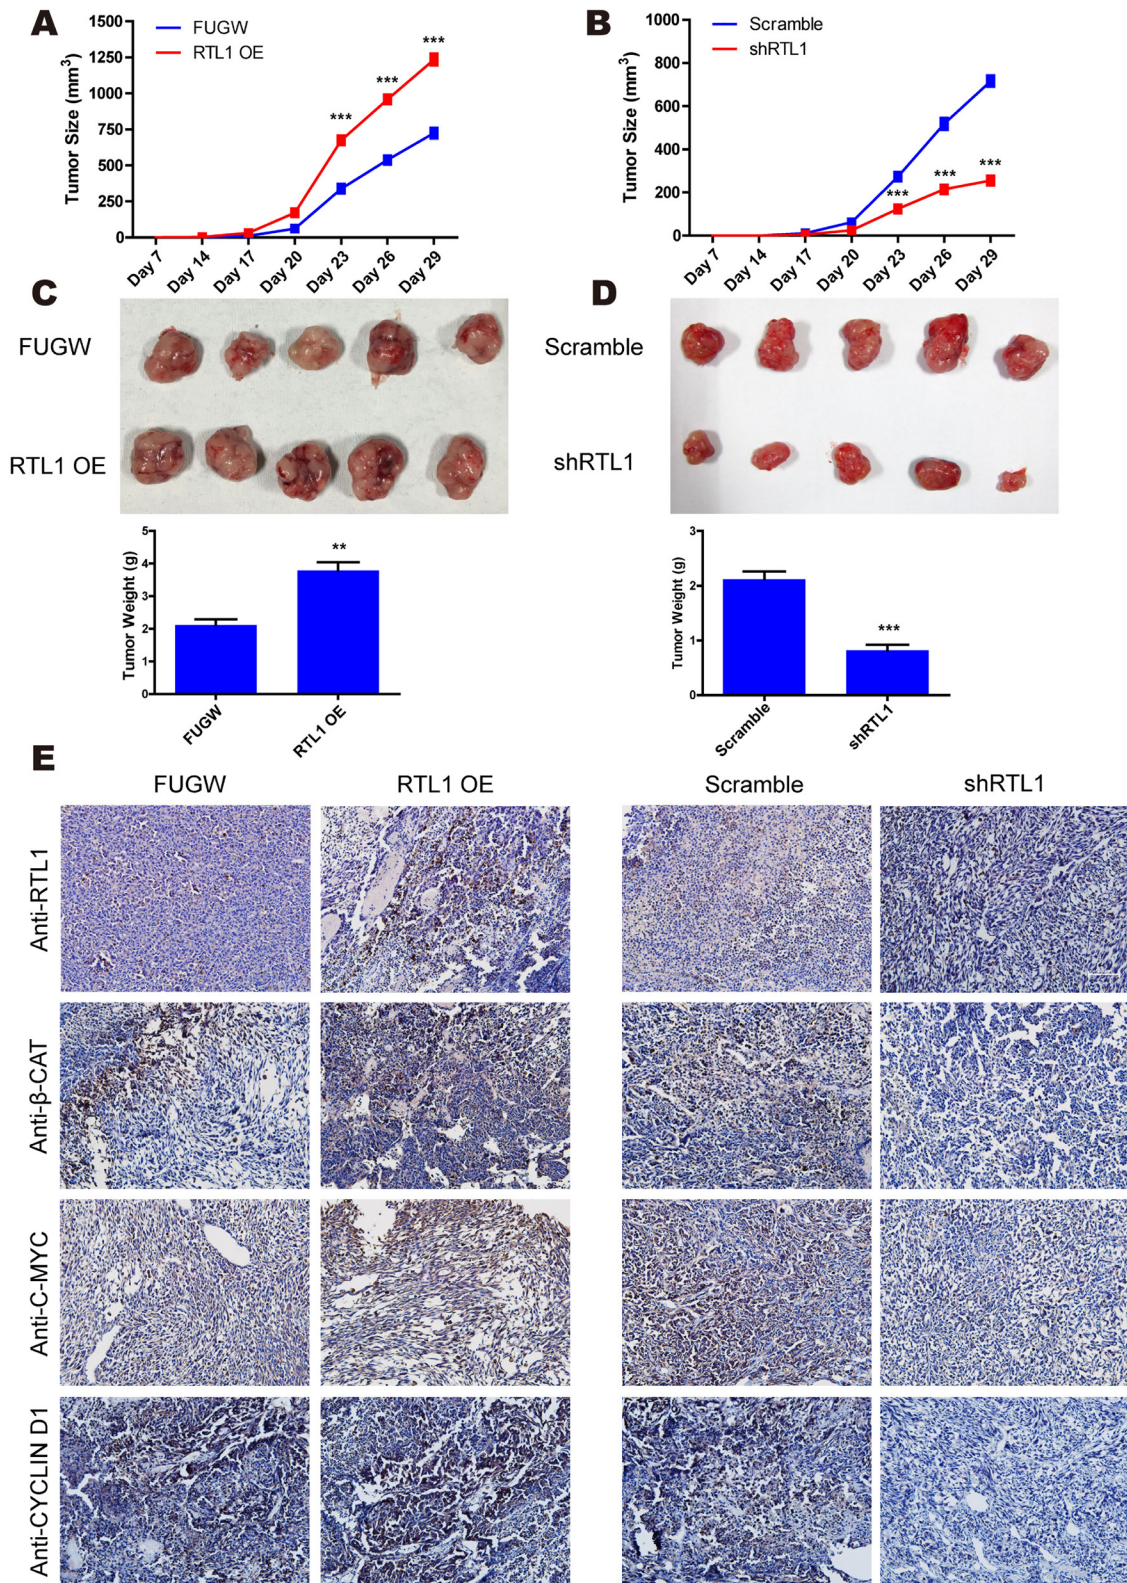 A
FUGW
RTL1 OE
Tumor Size (mm³)
1500
1250
1000
750
500
250
0
***
***
***
Day 7
Day 14
Day 17
Day 20
Day 23
Day 26
Day 29
B
Scramble
shRTL1
Tumor Size (mm³)
1000
800
600
400
200
0
***
***
***
Day 7
Day 14
Day 17
Day 20
Day 23
Day 26
Day 29
C
FUGW
RTL1 OE
Tumor Weight (g)
5
4
3
2
1
0
**
FUGW
RTL1 OE
D
Scramble
shRTL1
Tumor Weight (g)
3
2
1
0
***
Scramble
shRTL1
E
FUGW
RTL1 OE
Scramble
shRTL1
Anti-RTL1
Anti-β-CAT
Anti-C-MYC
Anti-CYCLIN D1